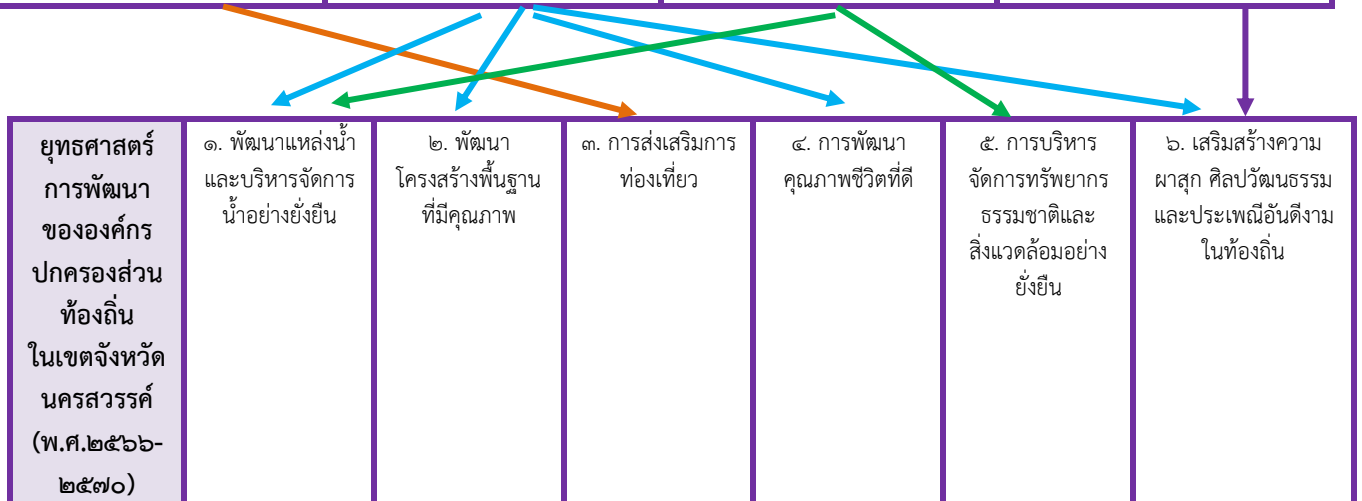 ยุทธศาสตร์
การพัฒนา
ขององค์กร
ปกครองส่วน
ท้องถิ่น
ในเขตจังหวัด
นครสวรรค์
(พ.ศ.๒๕๖๖-
๒๕๗๐)
๑. พัฒนาแหล่งน้ำ
และบริหารจัดการ
น้ำอย่างยั่งยืน
๒. พัฒนา
โครงสร้างพื้นฐาน
ที่มีคุณภาพ
๓. การส่งเสริมการ
ท่องเที่ยว
๔. การพัฒนา
คุณภาพชีวิตที่ดี
๕. การบริหาร
จัดการทรัพยากร
ธรรมชาติและ
สิ่งแวดล้อมอย่าง
ยั่งยืน
๖. เสริมสร้างความ
ผาสุก ศิลปวัฒนธรรม
และประเพณีอันดีงาม
ในท้องถิ่น